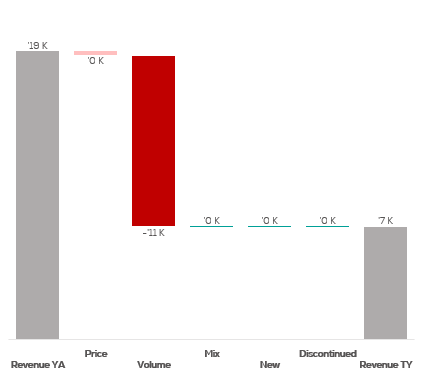 '19 K
'0 K
-'11 K
'0 K
'0 K
'0 K
'7 K
Revenue YA
Price
Volume
Mix
New
Discontinued
Revenue TY